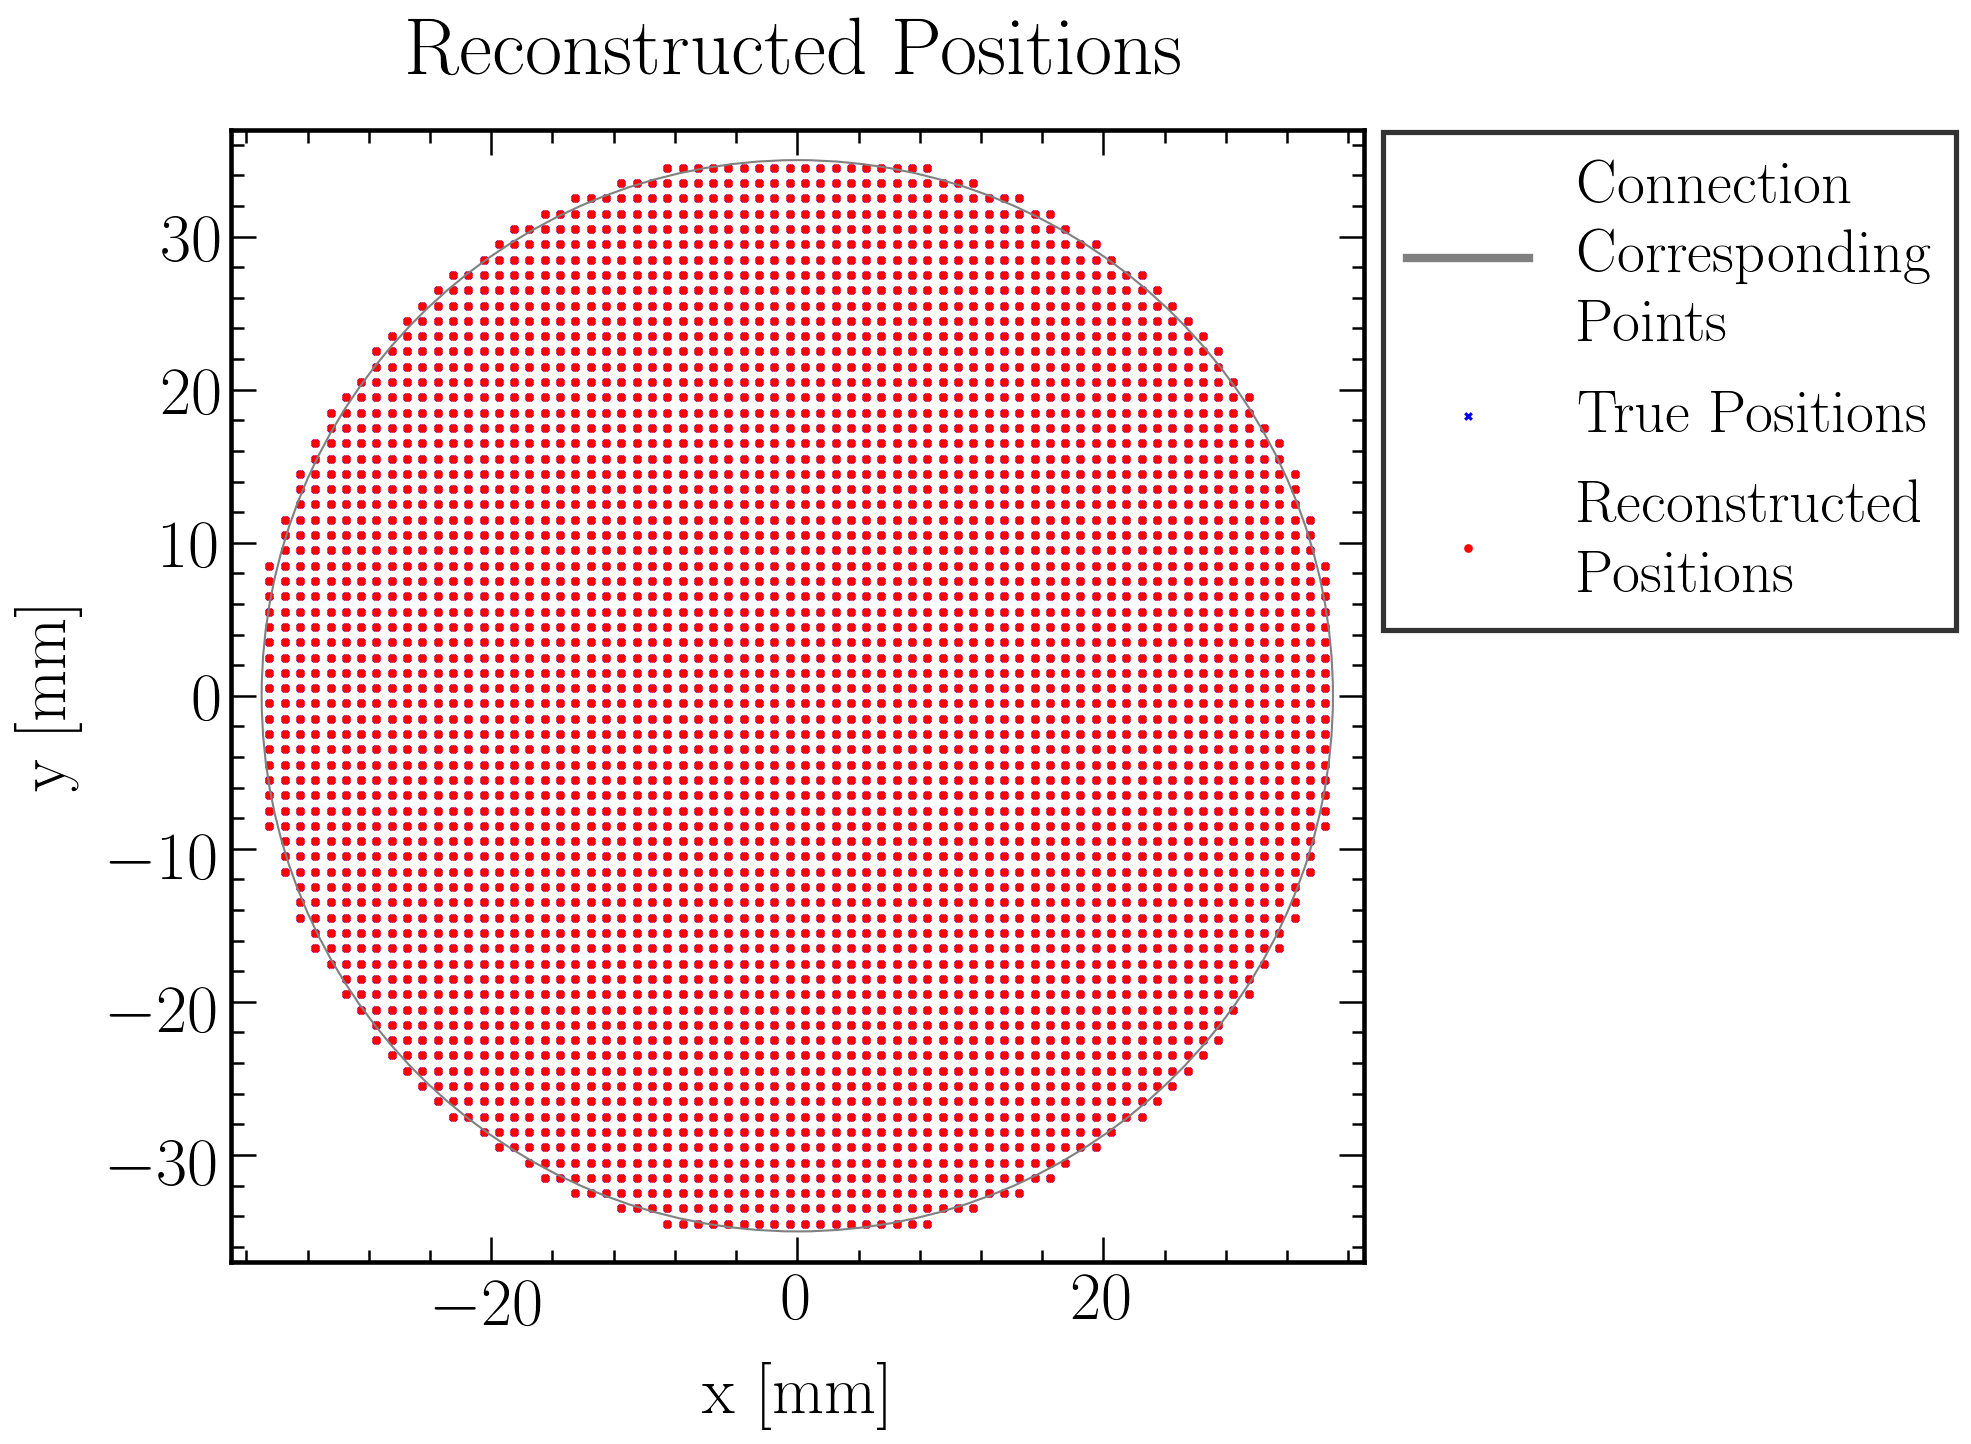 Reconstructed Positions
Connection
Corresponding
Points
True Positions
Reconstructed
Positions
y [mm]
30
20
10
0
−10
−20
−30
−20
0
20
x [mm]